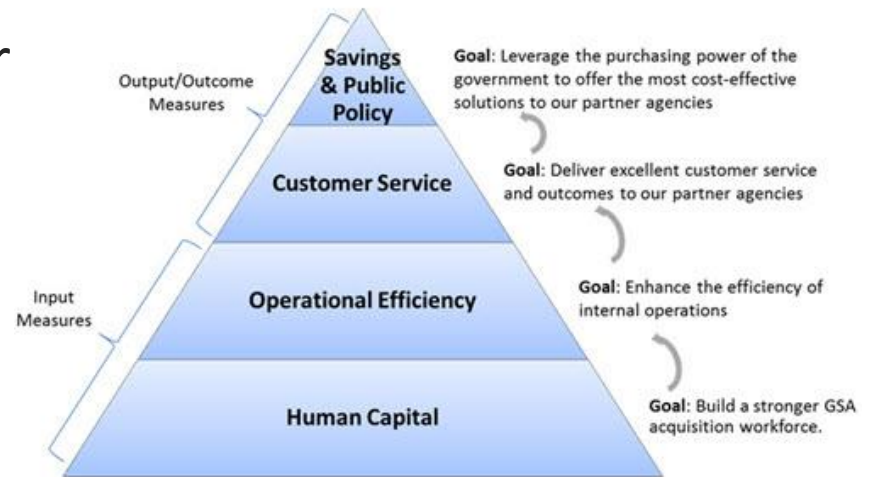 Savings
& Public
Policy
Output/Outcome
Measures
Goal: Leverage the purchasing power of the
government to offer the most cost-effective
solutions to our partner agencies
Customer Service
Goal: Deliver excellent customer service
and outcomes to our partner agencies
Input
Measures
Operational Efficiency
Goal: Enhance the efficiency of
internal operations
Human Capital
Goal: Build a stronger GSA
acquisition workforce.